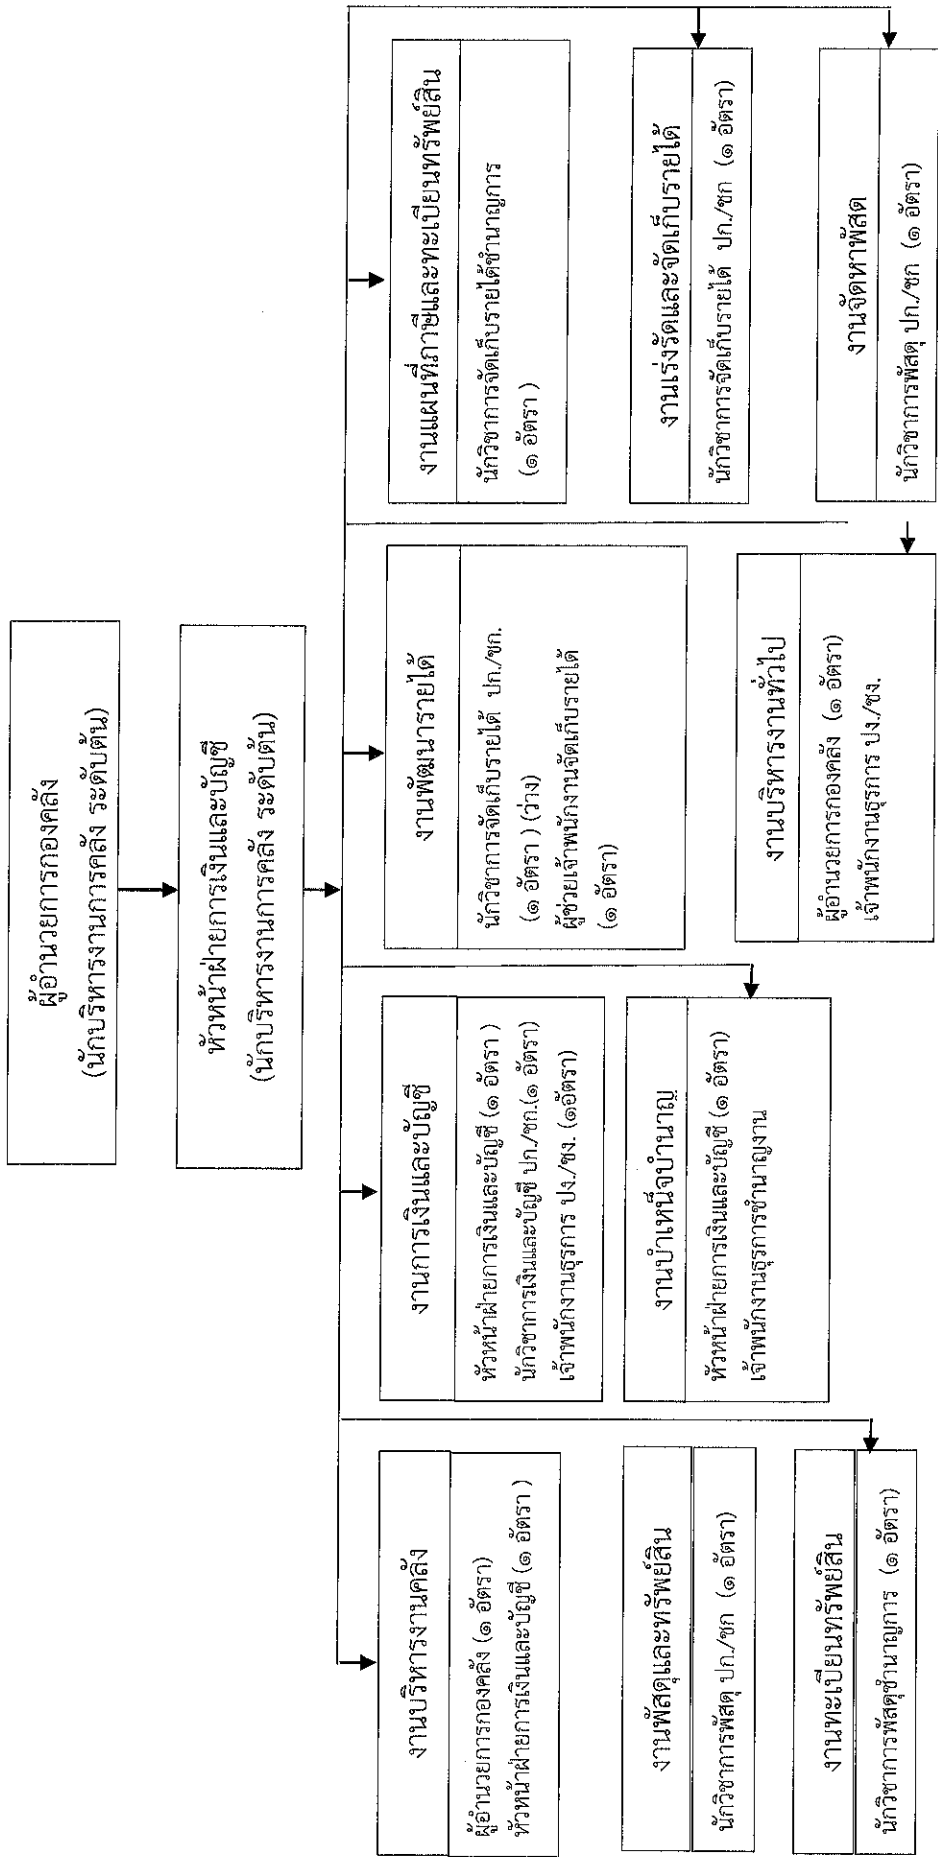 ผู้อำนวยการกองคลัง
(นักบริหารงานการคลัง ระดับต้น)
หัวหน้าฝ่ายการเงินและบัญชี
(นักบริหารงานการคลัง ระดับต้น)
งานบริหารงานคลัง
ผู้อำนวยการกองคลัง (๑ อัตรา)
หัวหน้าฝ่ายการเงินและบัญชี (๑ อัตรา )
งานการเงินและบัญชี
หัวหน้าฝ่ายการเงินและบัญชี (๑ อัตรา )
นักวิชาการเงินและบัญชี ปก./ชก.(๑ อัตรา)
เจ้าพนักงานธุรการ ปง./ชง. (๑อัตรา)
งานพัฒนารายได้
นักวิชาการจัดเก็บรายได้ ปก./ชก.
(๑ อัตรา ) (ว่าง)
ผู้ช่วยเจ้าพนักงานจัดเก็บรายได้
(๑ อัตรา)
งานแผนที่ภาษีและทะเบียนทรัพย์สิน
นักวิชาการจัดเก็บรายได้ชำนาญการ
(๑ อัตรา )
งานพัสดุและทรัพย์สิน
นักวิชาการพัสดุ ปก./ชก (๑ อัตรา)
งานบำเหน็จบำนาญ
หัวหน้าฝ่ายการเงินและบัญชี (๑ อัตรา)
เจ้าพนักงานธุรการชำนาญงาน
งานบริหารงานทั่วไป
ผู้อำนวยการกองคลัง (๑ อัตรา)
เจ้าพนักงานธุรการ ปง./ชง.
งานเร่งรัดและจัดเก็บรายได้
นักวิชาการจัดเก็บรายได้ ปก./ชก (๑ อัตรา)
งานทะเบียนทรัพย์สิน
นักวิชาการพัสดุชำนาญการ (๑ อัตรา)
งานจัดหาพัสดุ
นักวิชาการพัสดุ ปก./ชก (๑ อัตรา)